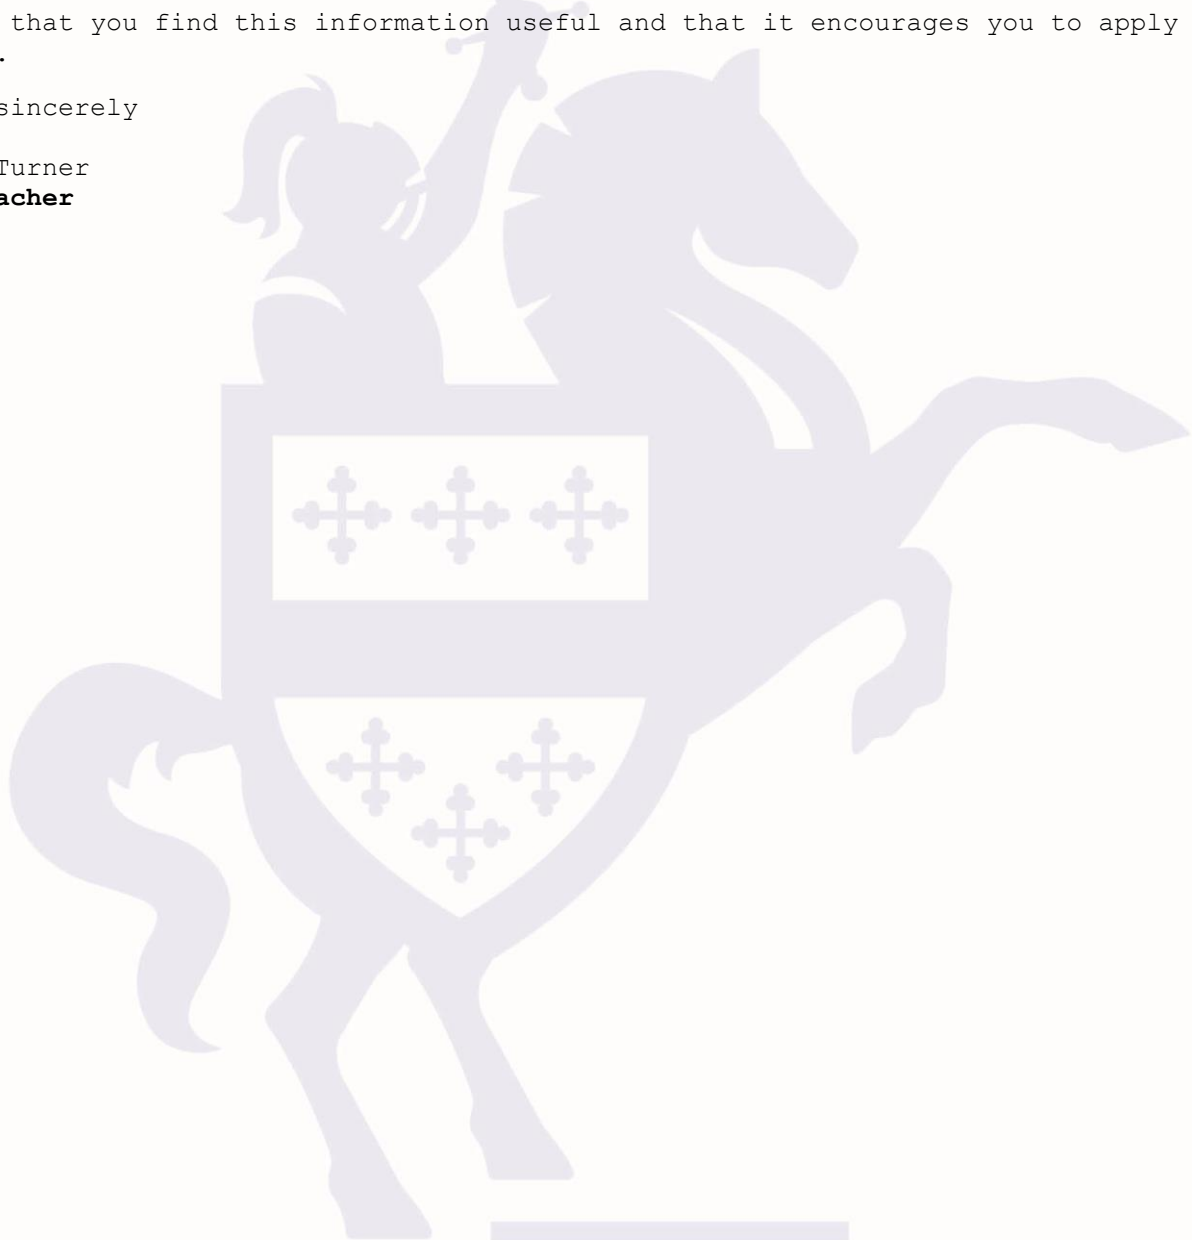 that you find this information useful and that it encourages you to apply
.
sincerely
Turner
acher